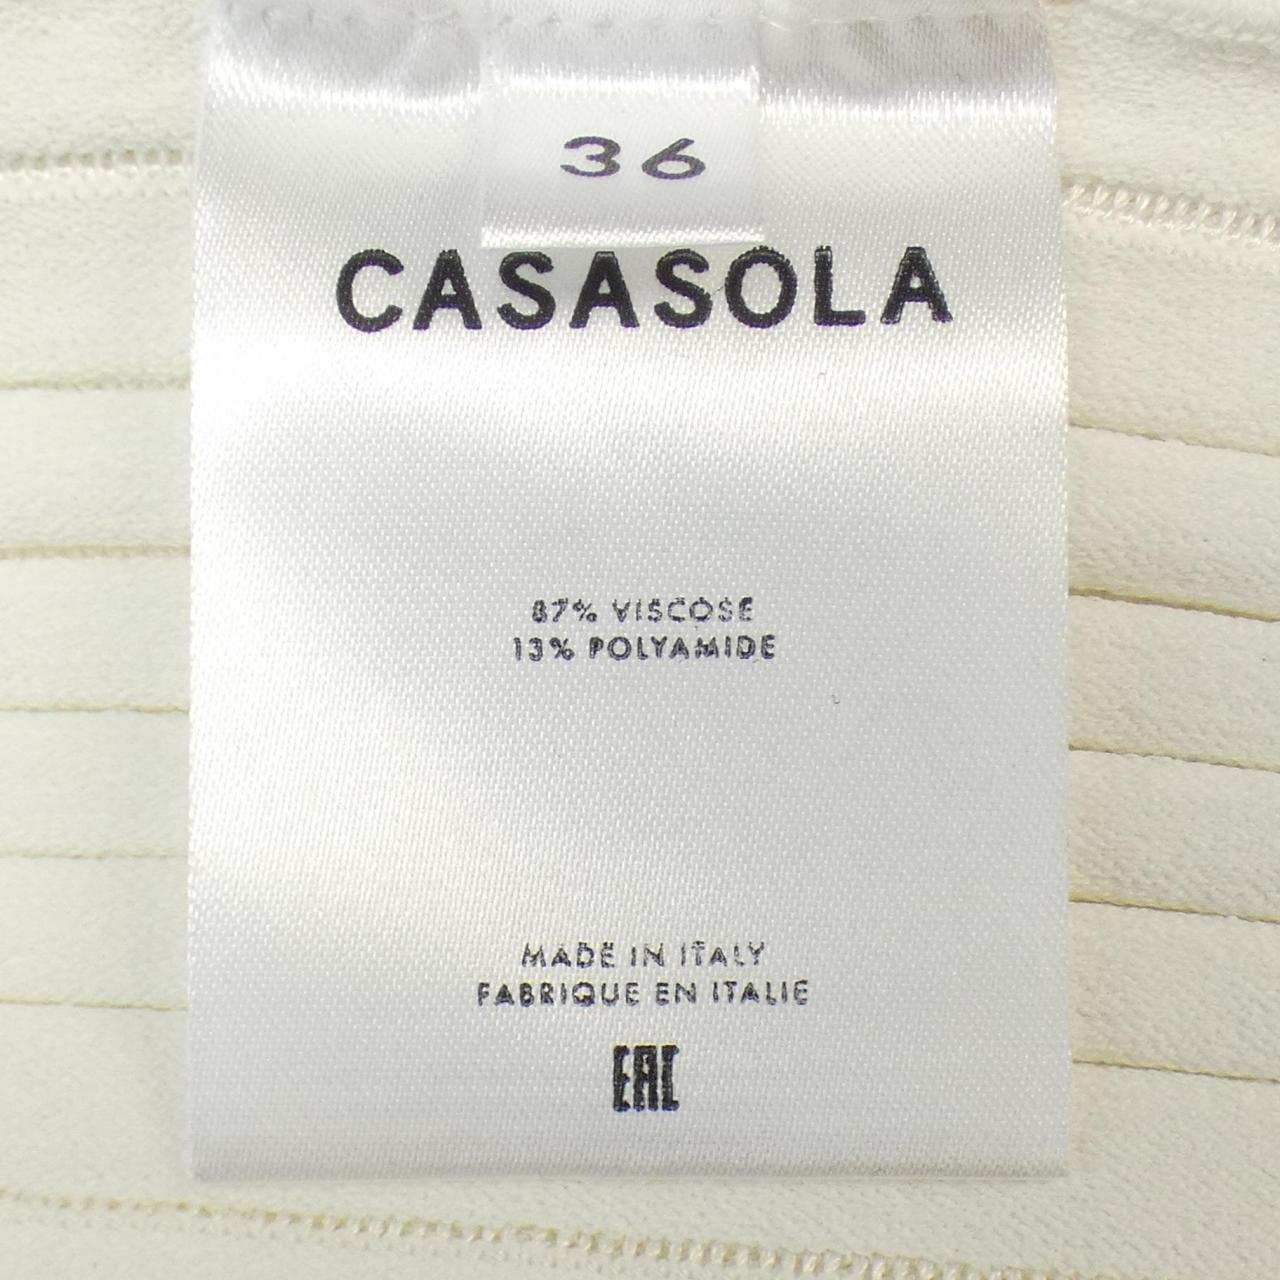 36
CASASOLA
87% VISCOSE
13% POLYAMIDE
MADE IN ITALY
FABRIQUE EN ITALIE
EAC